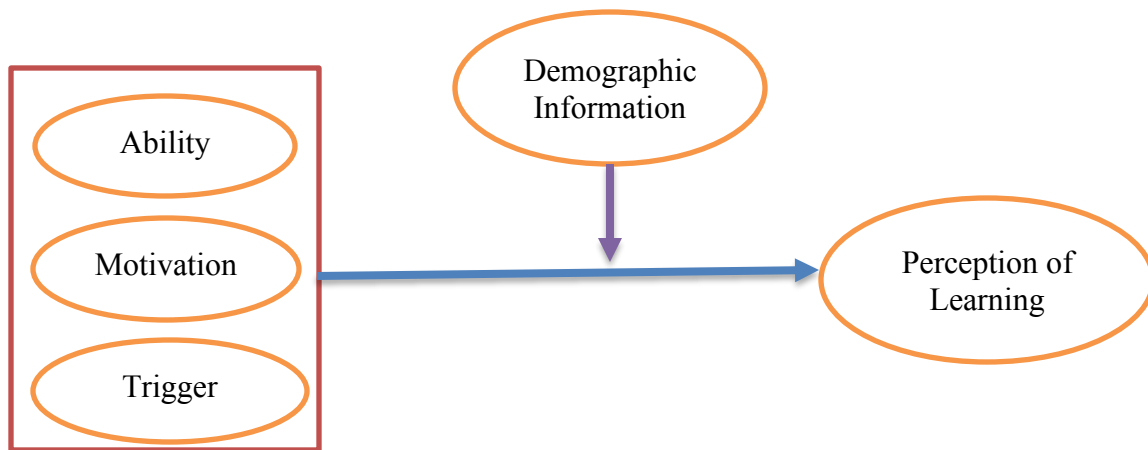 Demographic
Information
Ability
Motivation
Trigger
Perception of
Learning